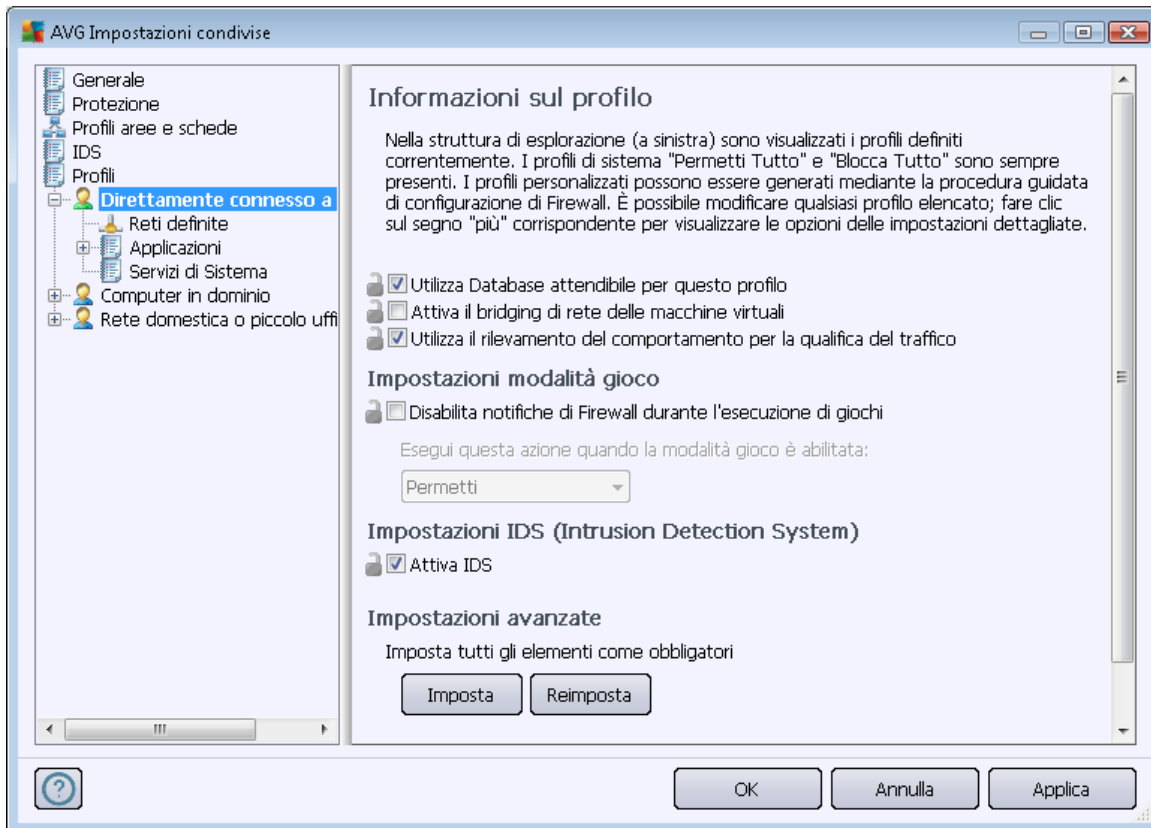 AVG Impostazioni condivise
Generale
Protezione
Profili aree e schede
IDS
Profili
Direttamente connesso a
Reti definite
Applicazioni
Servizi di Sistema
Computer in dominio
Rete domestica o piccolo uffi
Informazioni sul profilo
Nella struttura di esplorazione (a sinistra) sono visualizzati i profili definiti
correntemente. I profili di sistema "Permetti Tutto" e "Blocca Tutto" sono sempre
presenti. I profili personalizzati possono essere generati mediante la procedura guidata
di configurazione di Firewall. È possibile modificare qualsiasi profilo elencato; fare clic
sul segno "più" corrispondente per visualizzare le opzioni delle impostazioni dettagliate.
Utilizza Database attendibile per questo profilo
Attiva il bridging di rete delle macchine virtuali
Utilizza il rilevamento del comportamento per la qualifica del traffico
Impostazioni modalità gioco
Disabilita notifiche di Firewall durante l'esecuzione di giochi
Esegui questa azione quando la modalità gioco è abilitata:
Permetti
Impostazioni IDS (Intrusion Detection System)
Attiva IDS
Impostazioni avanzate
Imposta tutti gli elementi come obbligatori
Imposta
Reimposta
OK
Annulla
Applica